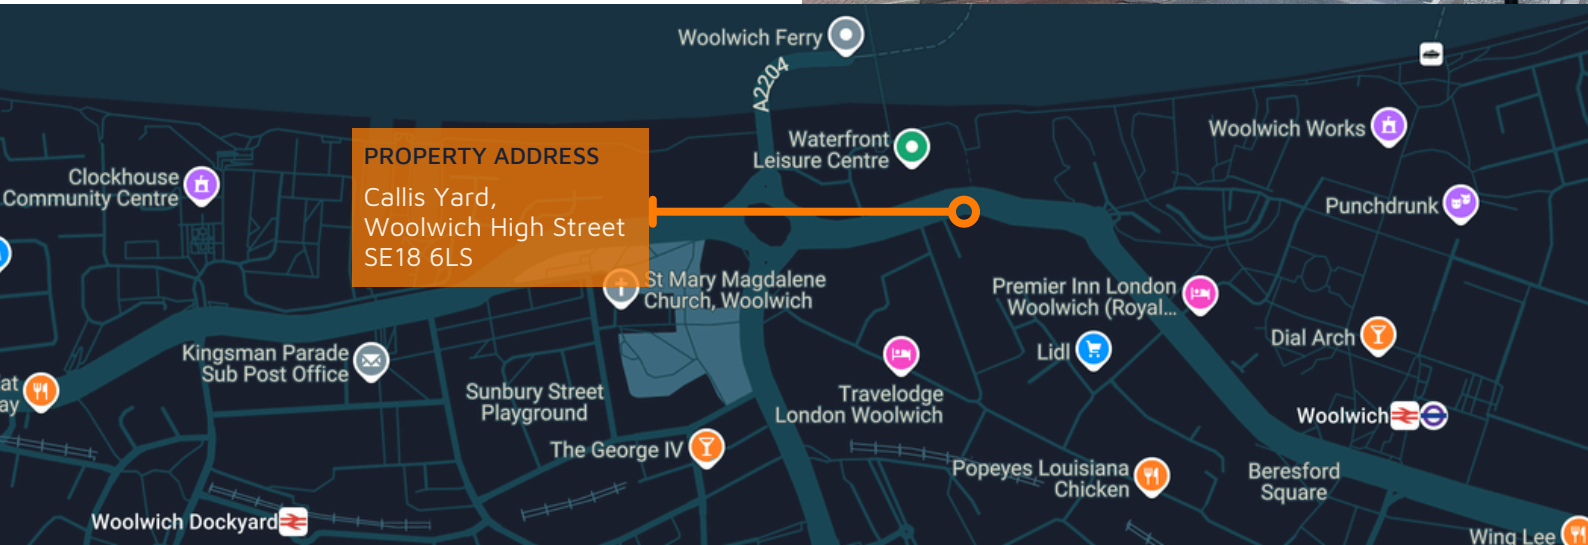 Woolwich Ferry
A2204
Woolwich Works
Waterfront
Leisure Centre
PROPERTY ADDRESS
Callis Yard,
Woolwich High Street
SE18 6LS
Clockhouse
Community Centre
Punchdrunk
St Mary Magdalene
Church, Woolwich
Premier Inn London
Woolwich (Royal...
Dial Arch
Lidl
Kingsman Parade
Sub Post Office
at
ay
Sunbury Street
Playground
Travelodge
London Woolwich
Woolwich
The George IV
Popeyes Louisiana
Chicken
Beresford
Square
Woolwich Dockyard
Wing Lee